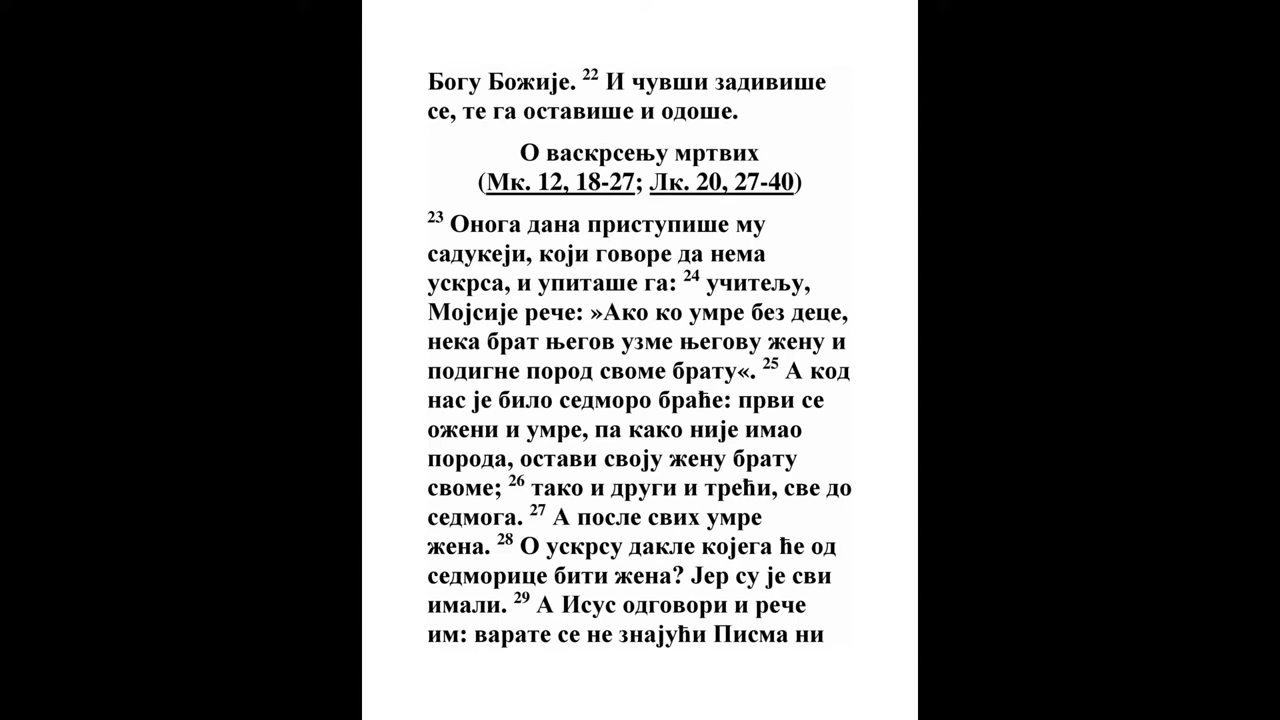 Богу Божије. 22 И чувши задивише
се, те га оставише и одоше.
О васкрсењу мртвих
(Мк. 12, 18-27; Лк. 20, 27-40)
23 Онога дана приступише му
садукеји, који говоре да нема
ускрса, и упиташе га: 24 учитељу,
Мојсије рече: »Ако ко умре без деце,
нека брат његов узме његову жену и
подигне пород своме брату«. 25 А код
нас је било седморо браће: први се
ожени и умре, па како није имао
порода, остави своју жену брату
своме; 26 тако и други и трећи, све до
седмога. 27 А после свих умре
жена. 28 О ускрсу дакле којега ће од
седморице бити жена? Јер су је сви
имали. 29 А Исус одговори и рече
им: варате се не знајући Писма ни